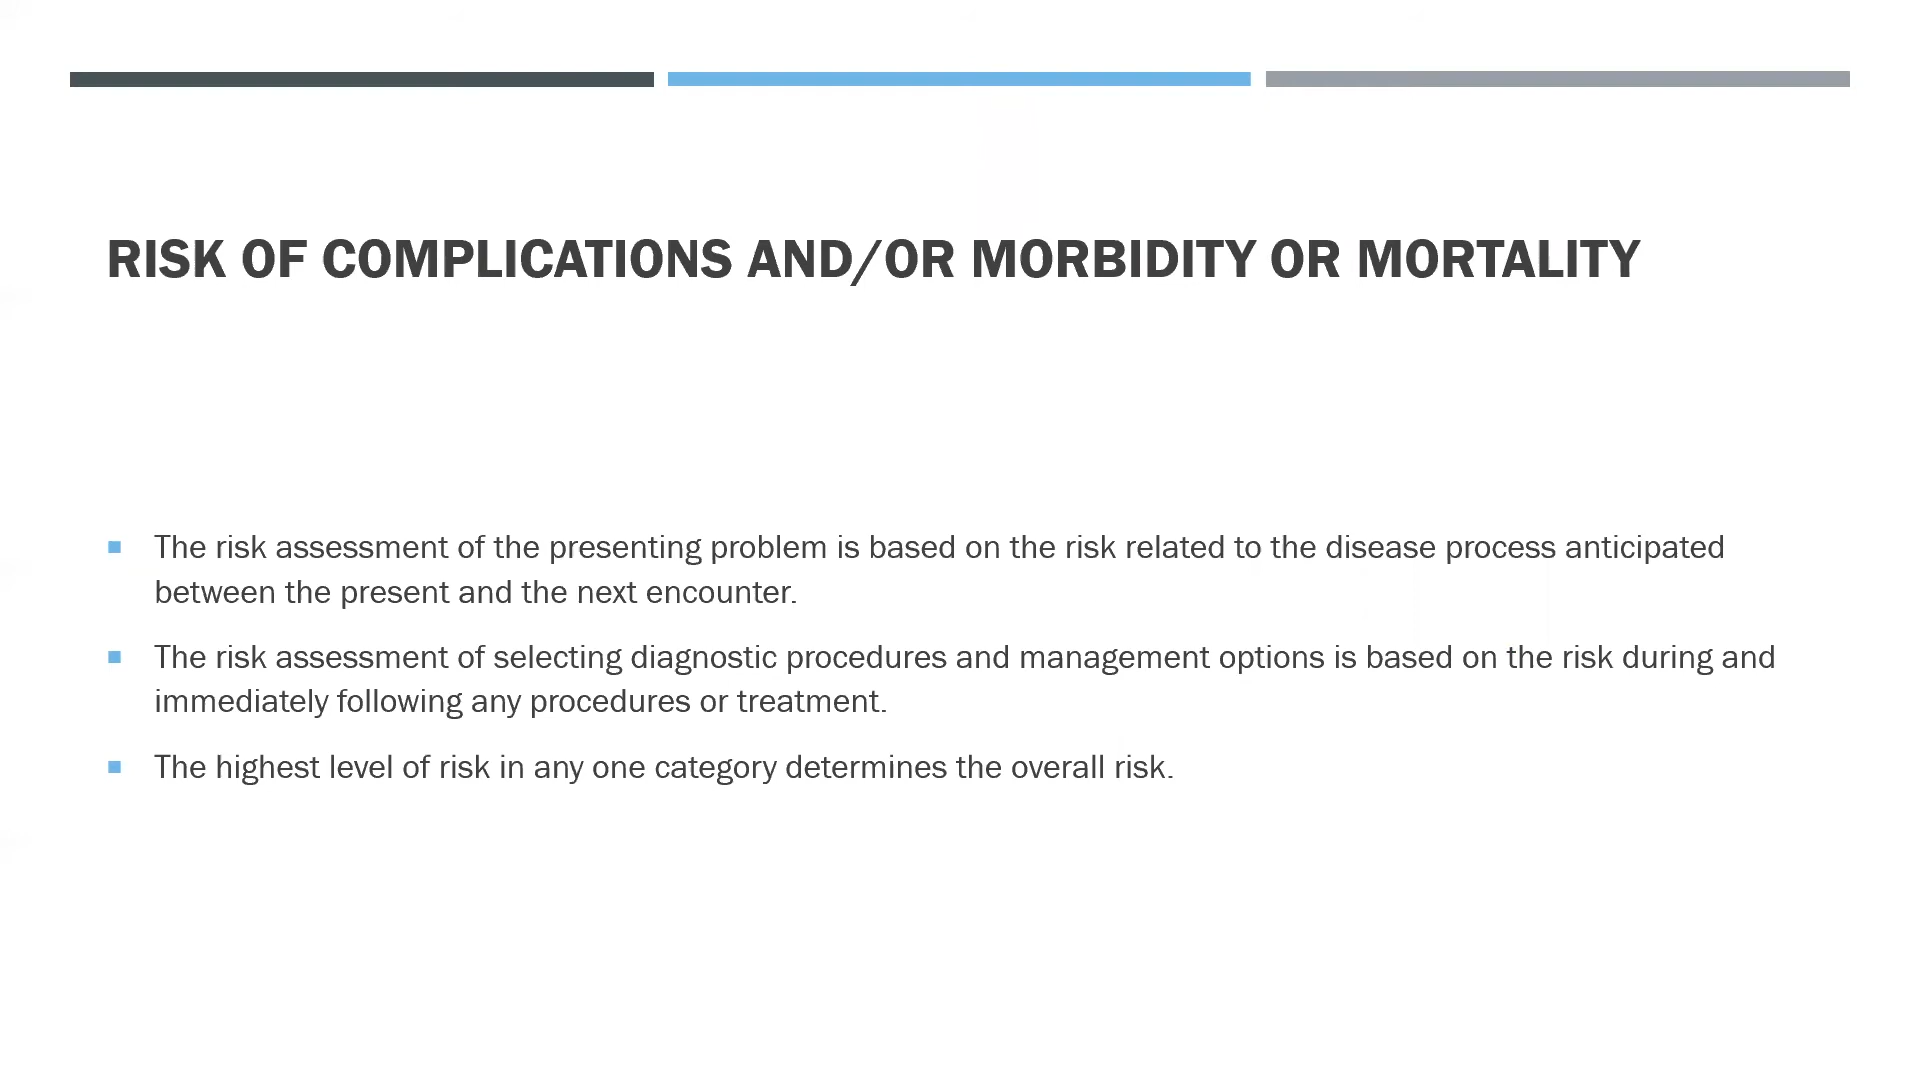 RISK OF COMPLICATIONS AND/OR MORBIDITY OR MORTALITY
The risk assessment of the presenting problem is based on the risk related to the disease process anticipated
between the present and the next encounter.
The risk assessment of selecting diagnostic procedures and management options is based on the risk during and
immediately following any procedures or treatment.
The highest level of risk in any one category determines the overall risk.